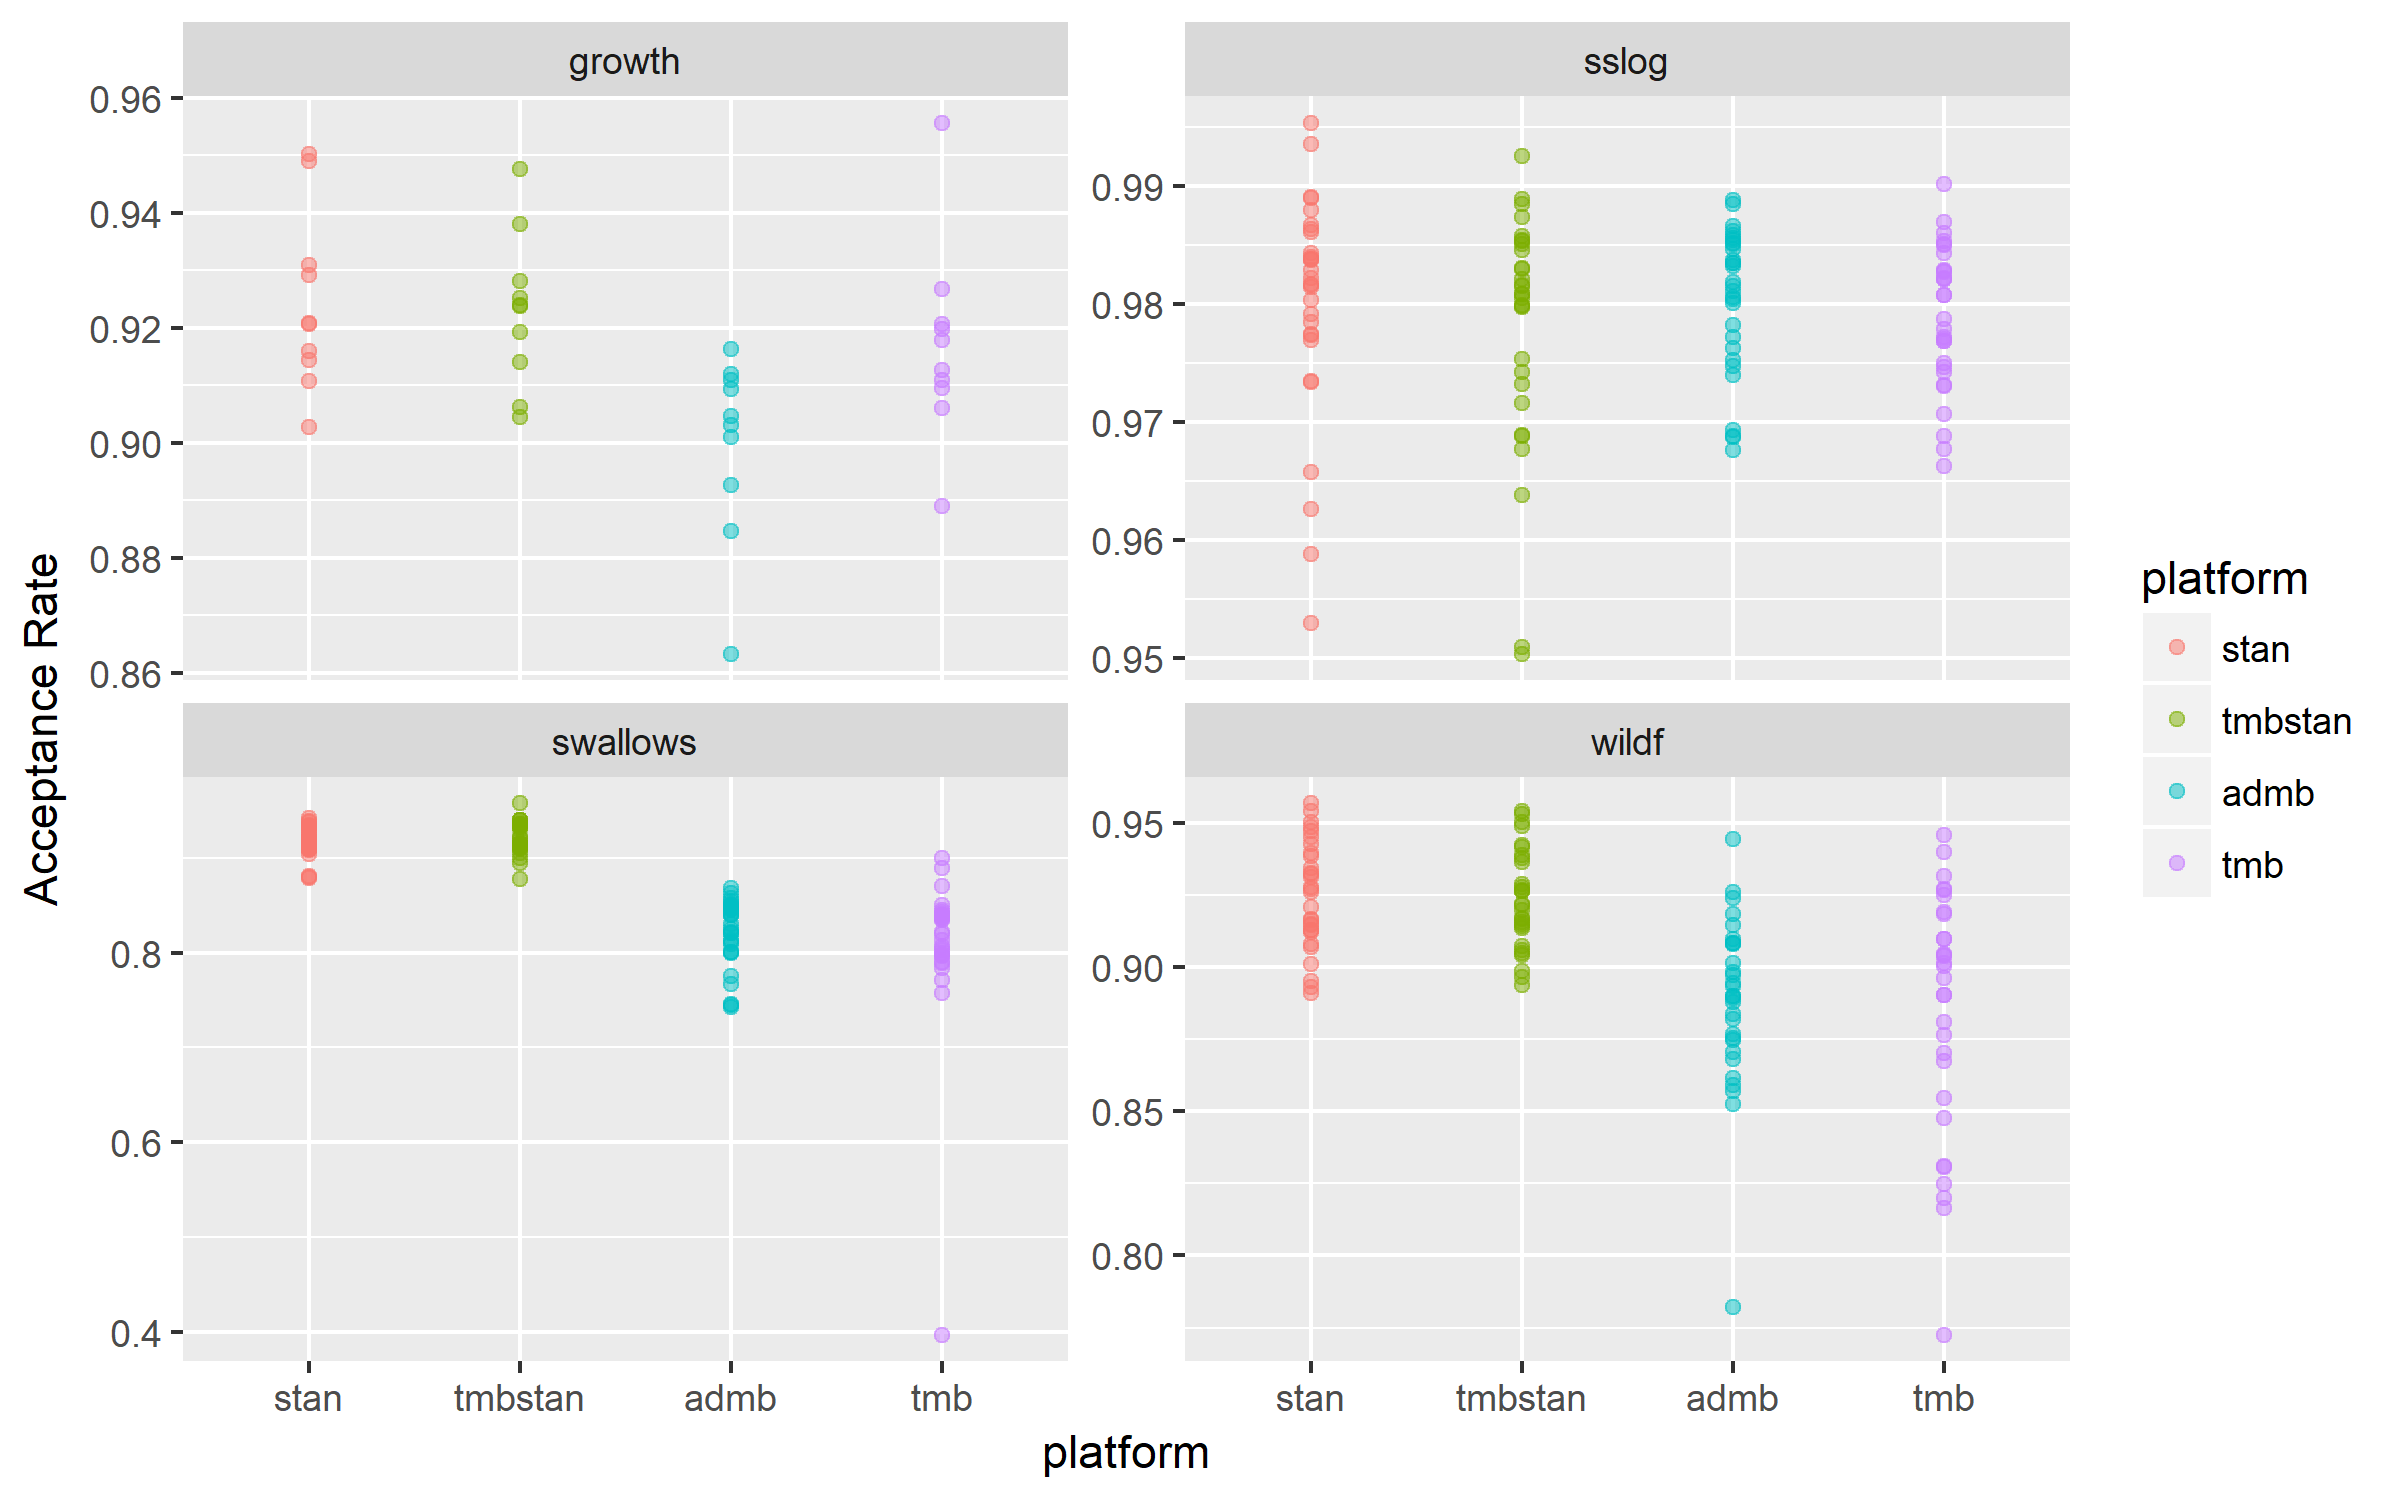 growth
sslog
0.96
0.94
0.92
0.90
0.88
0.86
0.99
0.98
0.97
0.96
0.95
Acceptance Rate
swallows
wildf
0.8
0.6
0.4
0.95
0.90
0.85
0.80
stan tmbstan admb tmb
stan tmbstan admb tmb
platform
platform
stan
tmbstan
admb
tmb